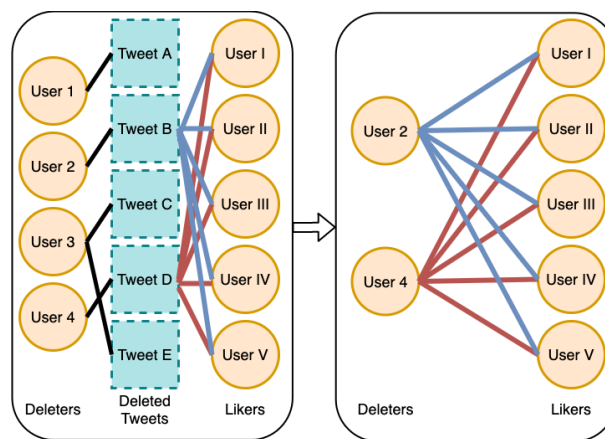 User 1
User 2
User 3
User 4
Deleters
Tweet A
Tweet B
Tweet C
Tweet D
Tweet E
Deleted
Tweets
User I
User II
User III
User IV
User V
Likers
User 2
User 4
Deleters
User I
User II
User III
User IV
User V
Likers